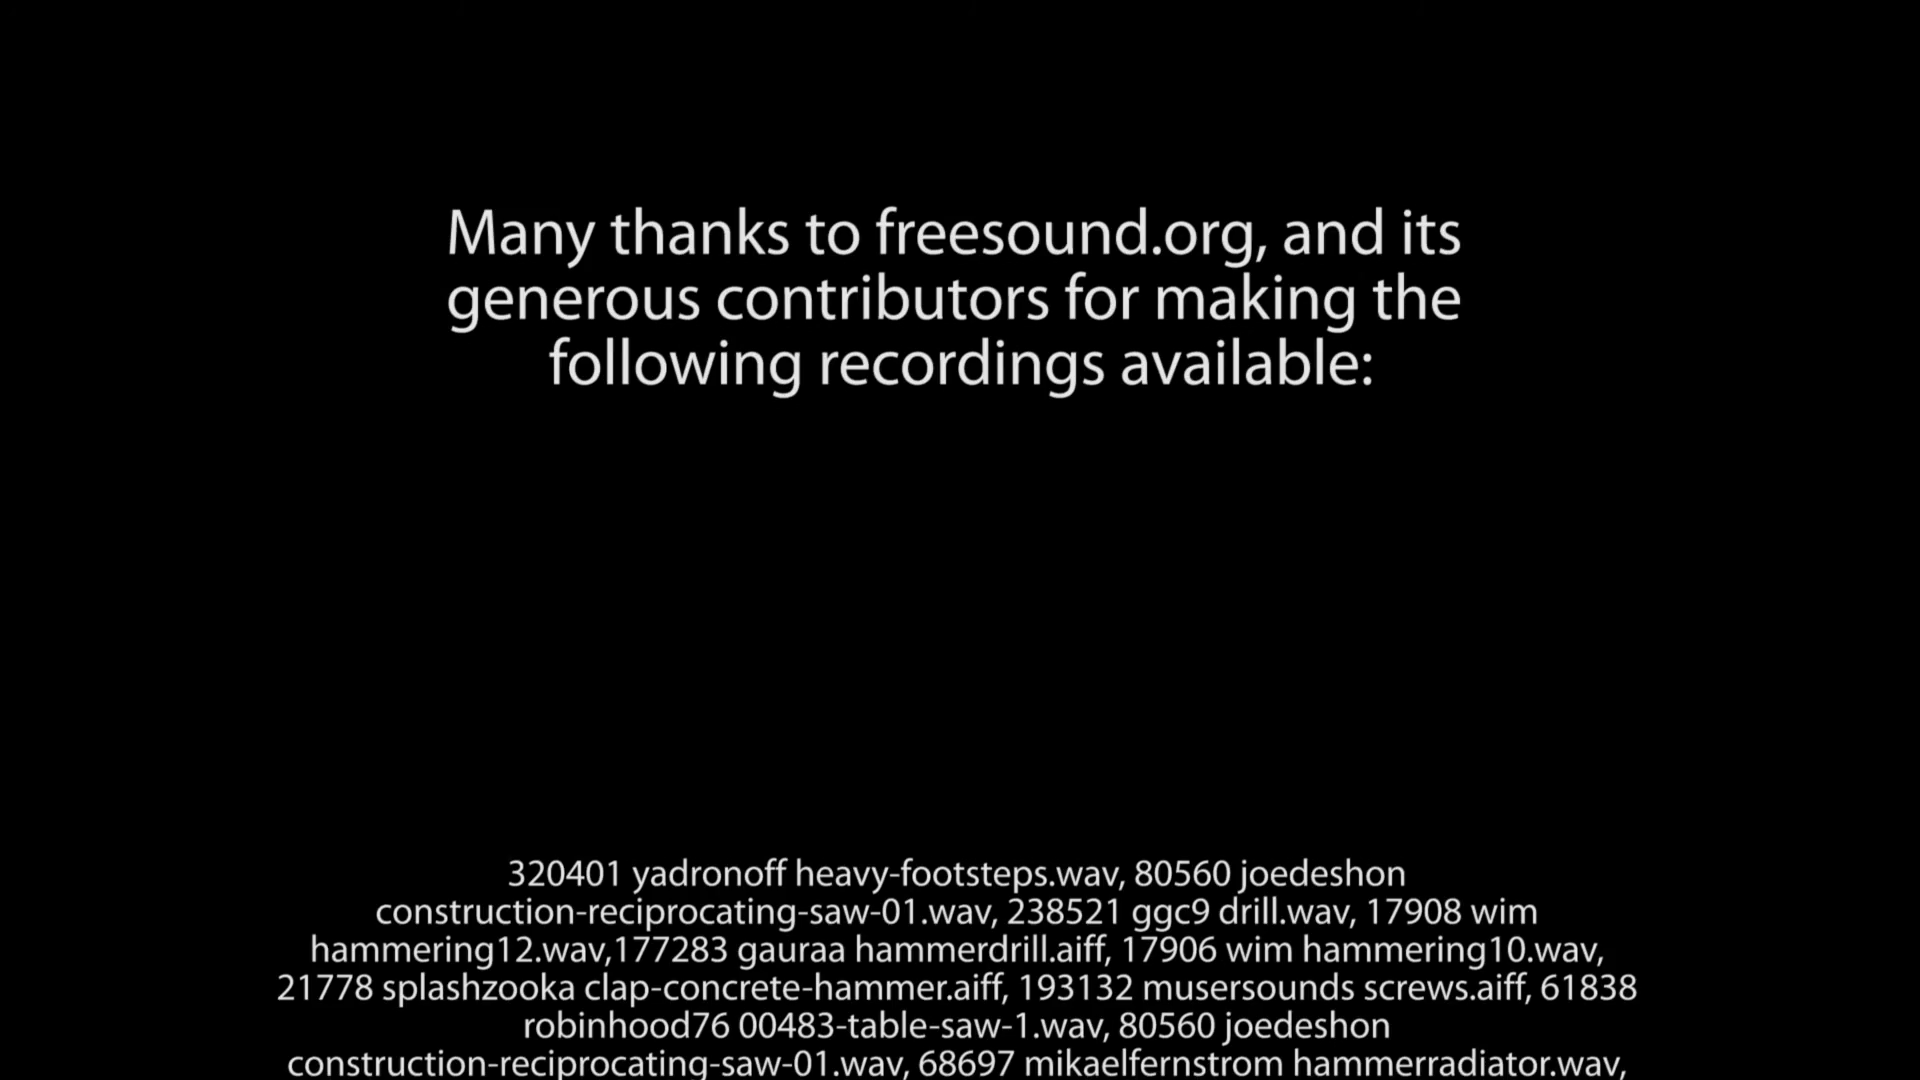 Many thanks to freesound.org, and its
generous contributors for making the
following recordings available:
320401 yadronoff heavy-footsteps.wav, 80560 joedeshon
construction-reciprocating-saw-01.wav, 238521 ggc9 drill.wav, 17908 wim
hammering12.wav,177283 gauraa hammerdrill.aiff, 17906 wim hammering10.wav,
21778 splashzooka clap-concrete-hammer.aiff, 193132 musersounds screws.aiff, 61838
robinhood76 00483-table-saw-1.wav, 80560 joedeshon
construction-reciprocating-saw-01.wav, 68697 mikaelfernstrom hammerradiator.wav,